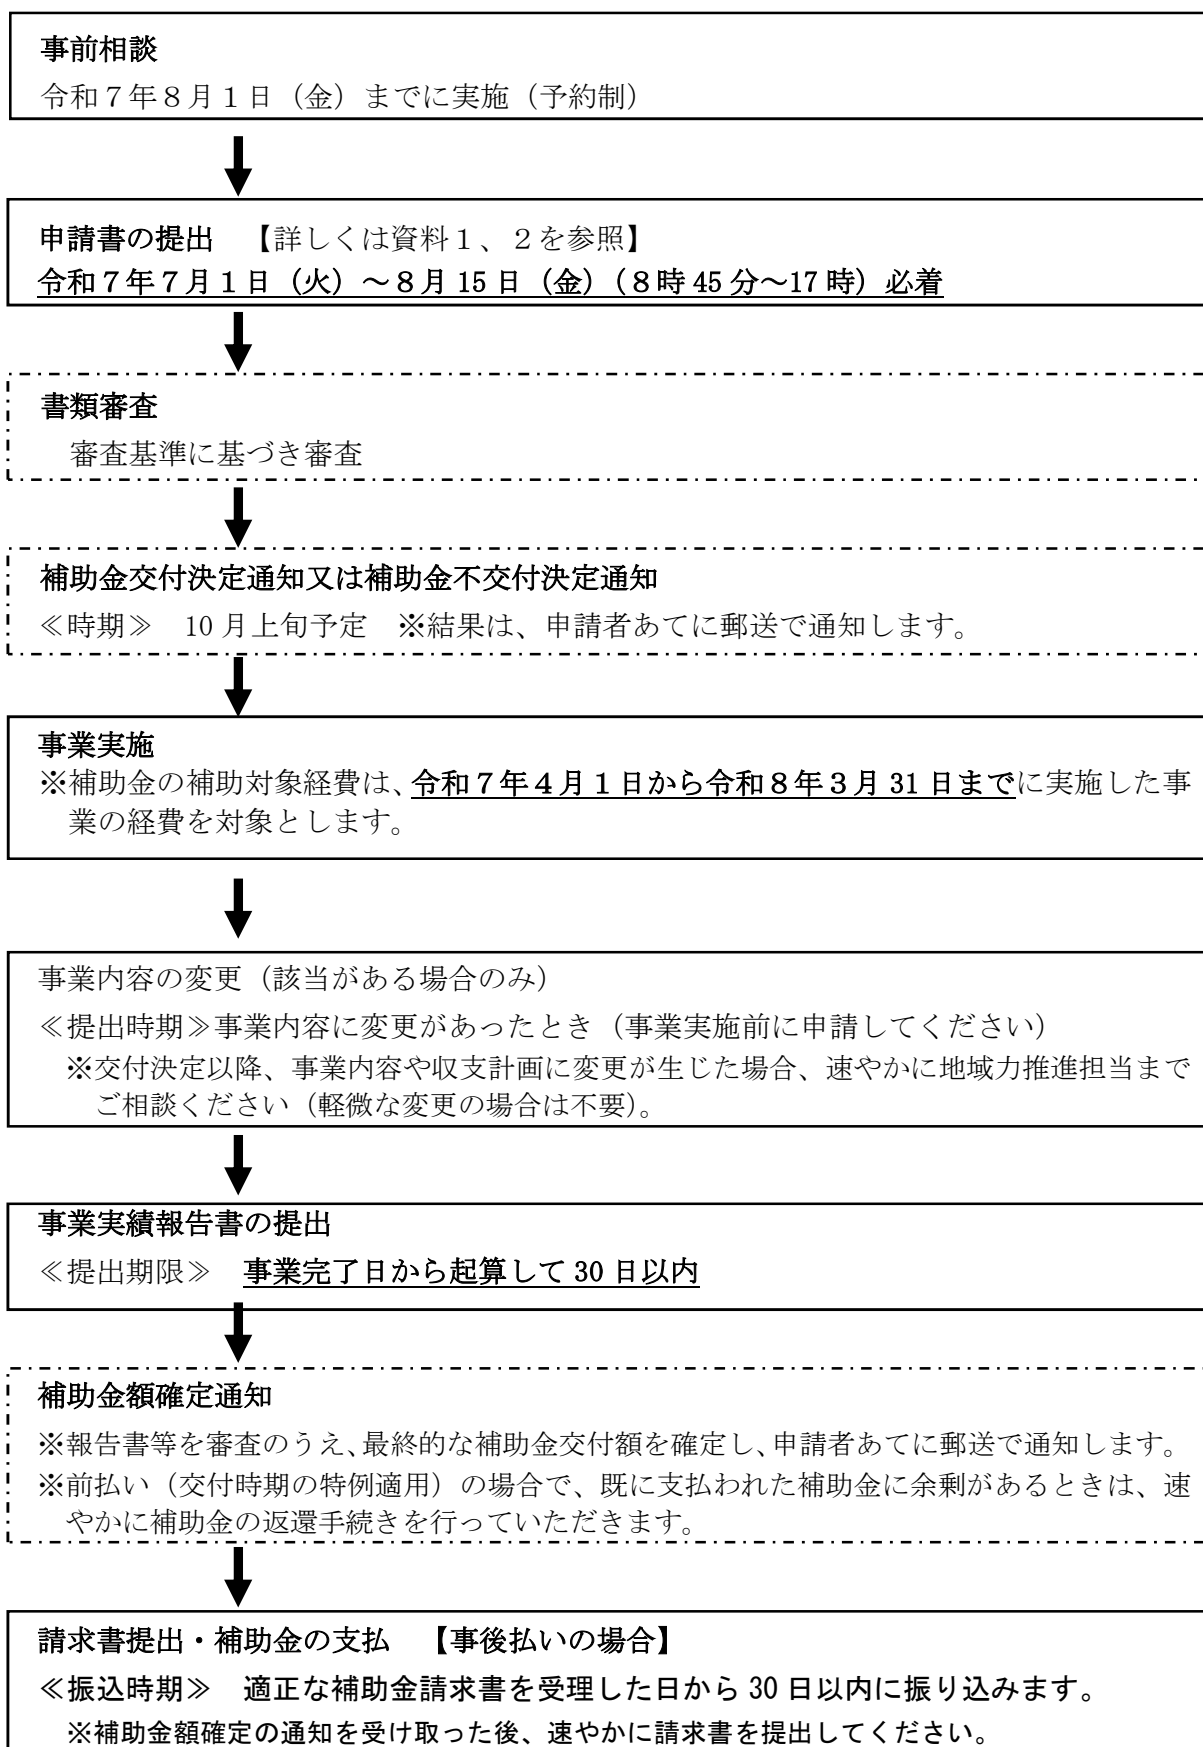 事前相談
令和７年８月１日（金）までに実施（予約制）
申請書の提出　【詳しくは資料１、２を参照】
令和７年７月１日（火）～８月 15 日（金）（８時 45 分～17 時）必着
書類審査
審査基準に基づき審査
補助金交付決定通知又は補助金不交付決定通知
≪時期≫　10 月上旬予定　※結果は、申請者あてに郵送で通知します。
事業実施
※補助金の補助対象経費は、令和７年４月１日から令和８年３月 31 日までに実施した事
業の経費を対象とします。
事業内容の変更（該当がある場合のみ）
≪提出時期≫事業内容に変更があったとき（事業実施前に申請してください）
※交付決定以降、事業内容や収支計画に変更が生じた場合、速やかに地域力推進担当まで
ご相談ください（軽微な変更の場合は不要）。
事業実績報告書の提出
≪提出期限≫　事業完了日から起算して 30 日以内
補助金額確定通知
※報告書等を審査のうえ、最終的な補助金交付額を確定し、申請者あてに郵送で通知します。
※前払い（交付時期の特例適用）の場合で、既に支払われた補助金に余剰があるときは、速
やかに補助金の返還手続きを行っていただきます。
請求書提出・補助金の支払　【事後払いの場合】
≪振込時期≫　適正な補助金請求書を受理した日から 30 日以内に振り込みます。
※補助金額確定の通知を受け取った後、速やかに請求書を提出してください。